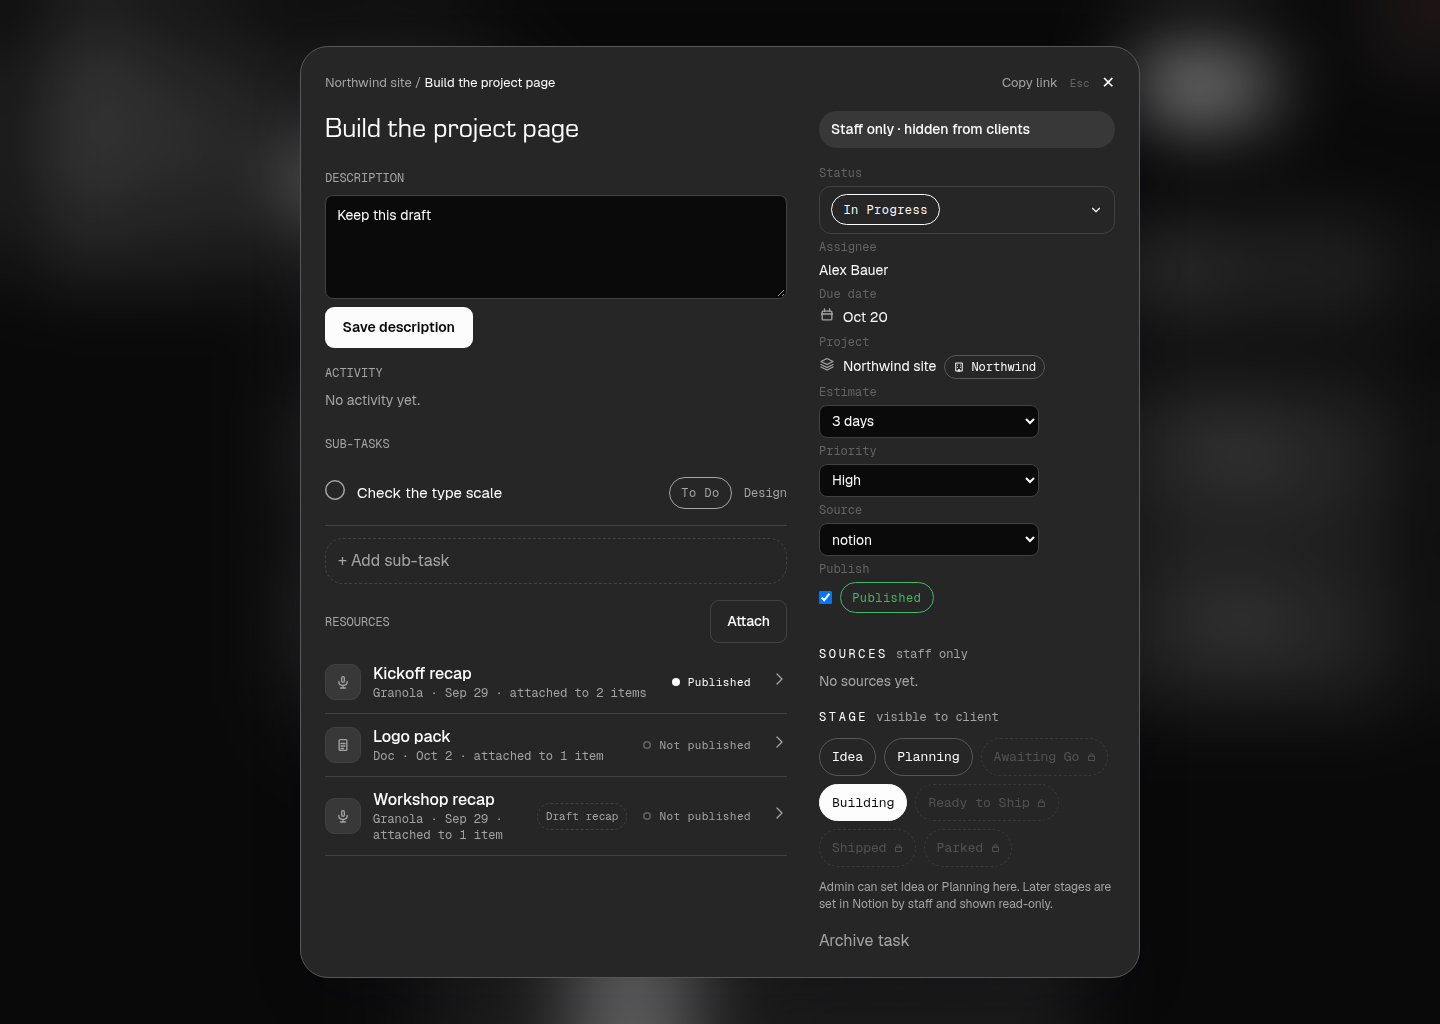 Northwind site / Build the project page
Copy link Esc ✕
Build the project page
DESCRIPTION
Keep this draft
Save description
ACTIVITY
No activity yet.
SUB-TASKS
Check the type scale To Do Design
+ Add sub-task
RESOURCES Attach
Kickoff recap
Granola · Sep 29 · attached to 2 items
Published
Logo pack
Doc · Oct 2 · attached to 1 item
Not published
Workshop recap
Granola · Sep 29 ·
attached to 1 item
Draft recap Not published
Staff only · hidden from clients
Status
In Progress
Assignee
Alex Bauer
Due date
Oct 20
Project
Northwind site Northwind
Estimate
3 days
Priority
High
Source
notion
Publish
Published
SOURCES staff only
No sources yet.
STAGE visible to client
Idea Planning Awaiting Go
Building Ready to Ship
Shipped Parked
Admin can set Idea or Planning here. Later stages are
set in Notion by staff and shown read-only.
Archive task